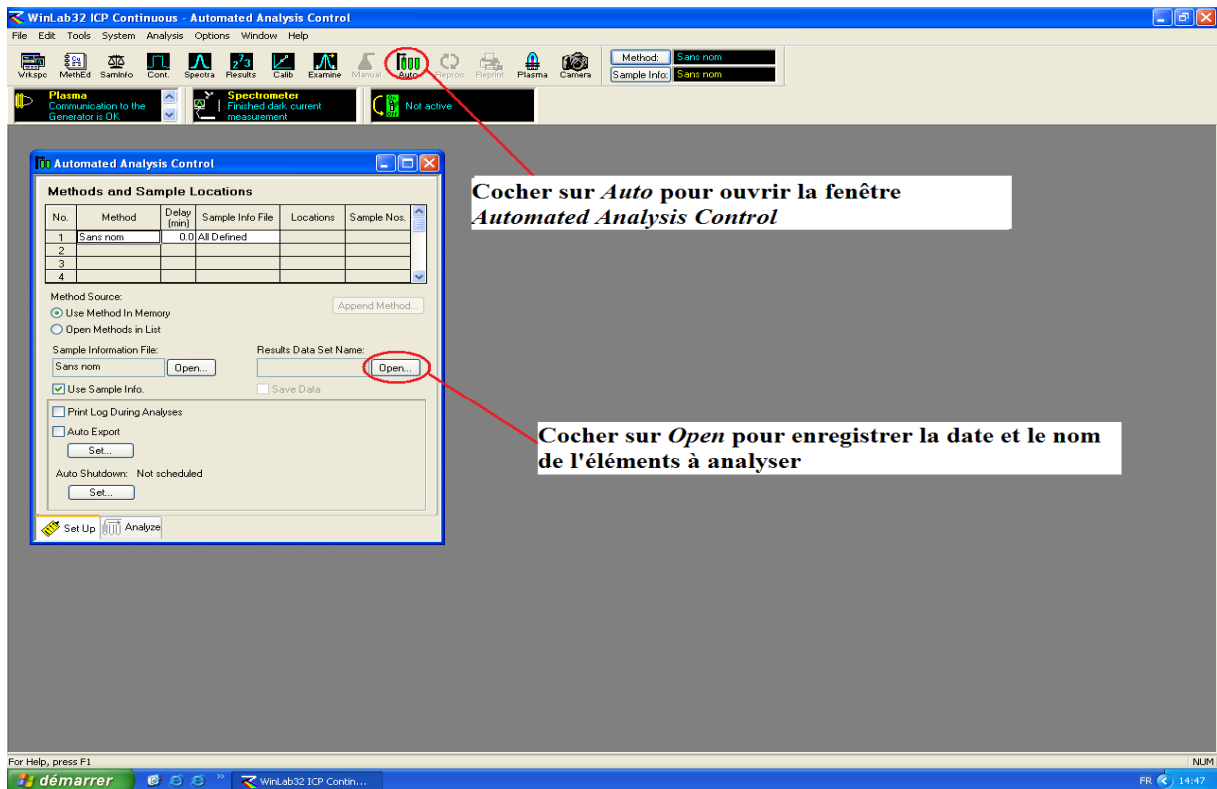 WinLab32 ICP Continuous - Automated Analysis Control
File Edit Tools System Analysis Options Window Help
Wrkspc MethEd SamInfo Cont. Spectra Results Calib Examine Manual Auto Reproc Reprint Plasma Camera
Method: Sans nom
Sample Info: Sans nom
Plasma
Communication to the
Generator is OK
Spectrometer
Finished dark current
measurement
Not active
Automated Analysis Control
Methods and Sample Locations
No. Method Delay (min) Sample Info File Locations Sample Nos.
1 Sans nom 0.0 All Defined
2
3
4
Method Source:
Append Method...
Use Method In Memory
Open Methods in List
Sample Information File: Results Data Set Name:
Sans nom Open... Open...
Use Sample Info. Save Data
Print Log During Analyses
Auto Export
Set...
Auto Shutdown: Not scheduled
Set...
Set Up Analyze
Cocher sur Auto pour ouvrir la fenêtre
Automated Analysis Control
Cocher sur Open pour enregistrer la date et le nom
de l'éléments à analyser
For Help, press F1 NUM
démarrer WinLab32 ICP Contin... FR 14:47